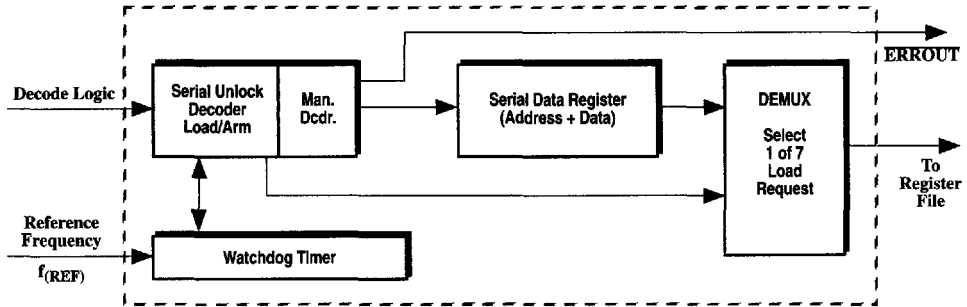 ERROUT
Decode Logic
Serial Unlock
Decoder
Load/Arm
Man.
Dcdr.
Serial Data Register
(Address + Data)
DEMUX
Select
1 of 7
Load
Request
To
Register
File
Reference
Frequency
f(REF)
Watchdog Timer